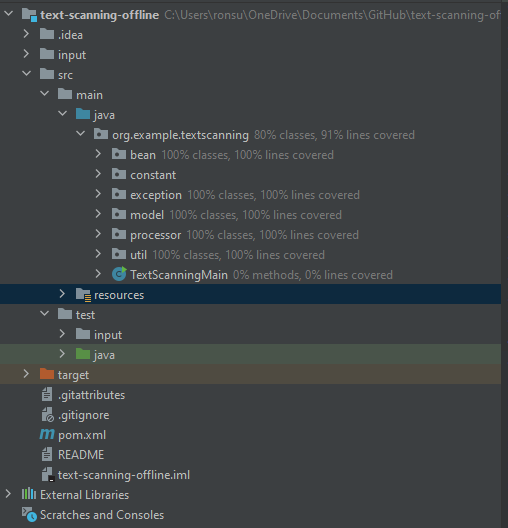 text-scanning-offline C:\Users\ronsu\OneDrive\Documents\GitHub\text-scanning-of
.idea
input
src
main
java
org.example.textscanning 80% classes, 91% lines covered
bean 100% classes, 100% lines covered
constant
exception 100% classes, 100% lines covered
model 100% classes, 100% lines covered
processor 100% classes, 100% lines covered
util 100% classes, 100% lines covered
TextScanningMain 0% methods, 0% lines covered
resources
test
input
java
target
.gitattributes
.gitignore
pom.xml
README
text-scanning-offline.iml
External Libraries
Scratches and Consoles